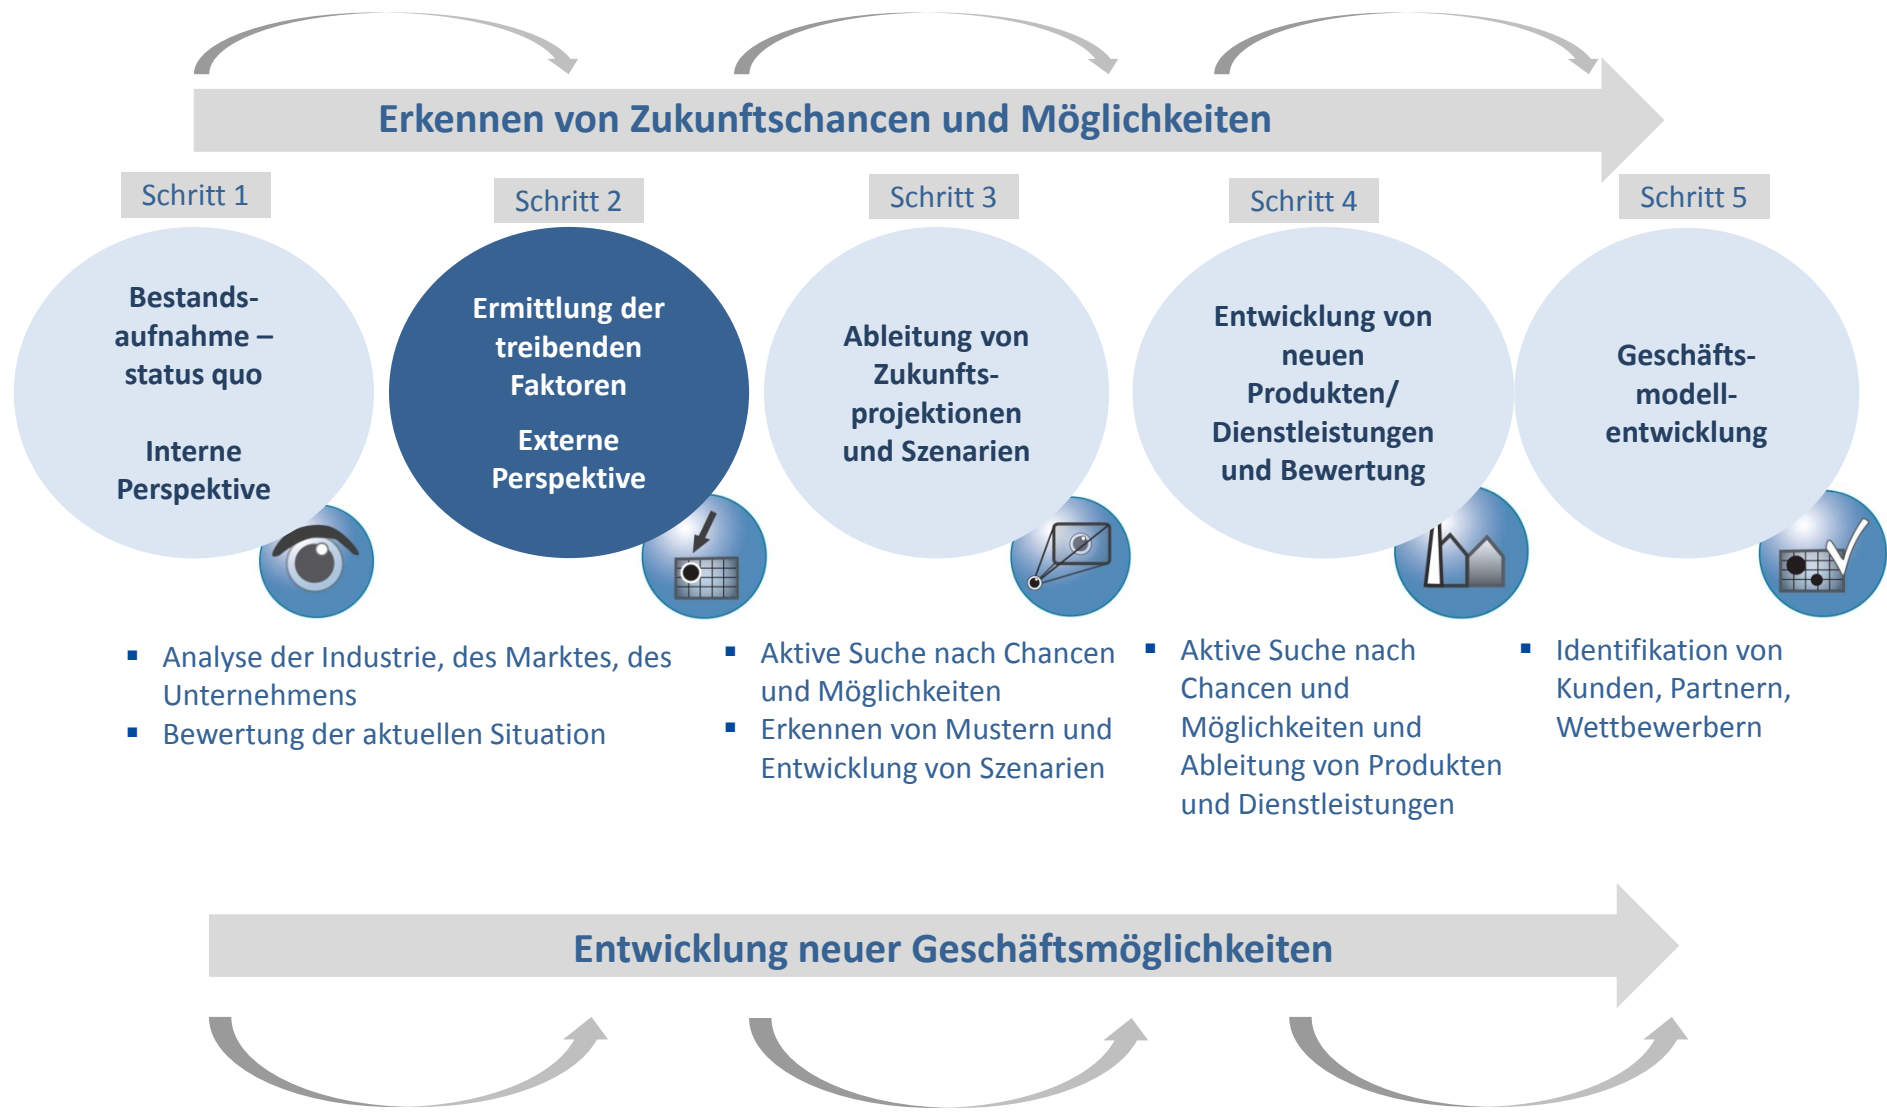 Erkennen von Zukunftschancen und Möglichkeiten
Schritt 1
Schritt 2
Schritt 3
Schritt 4
Schritt 5
Bestands-
aufnahme –
status quo
Interne
Perspektive
Ermittlung der
treibenden
Faktoren
Externe
Perspektive
Ableitung von
Zukunfts-
projektionen
und Szenarien
Entwicklung von
neuen
Produkten/
Dienstleistungen
und Bewertung
Geschäfts-
modell-
entwicklung
▪ Analyse der Industrie, des Marktes, des
Unternehmens
▪ Bewertung der aktuellen Situation
▪ Aktive Suche nach Chancen
und Möglichkeiten
▪ Erkennen von Mustern und
Entwicklung von Szenarien
▪ Aktive Suche nach
Chancen und
Möglichkeiten und
Ableitung von Produkten
und Dienstleistungen
▪ Identifikation von
Kunden, Partnern,
Wettbewerbern
Entwicklung neuer Geschäftsmöglichkeiten